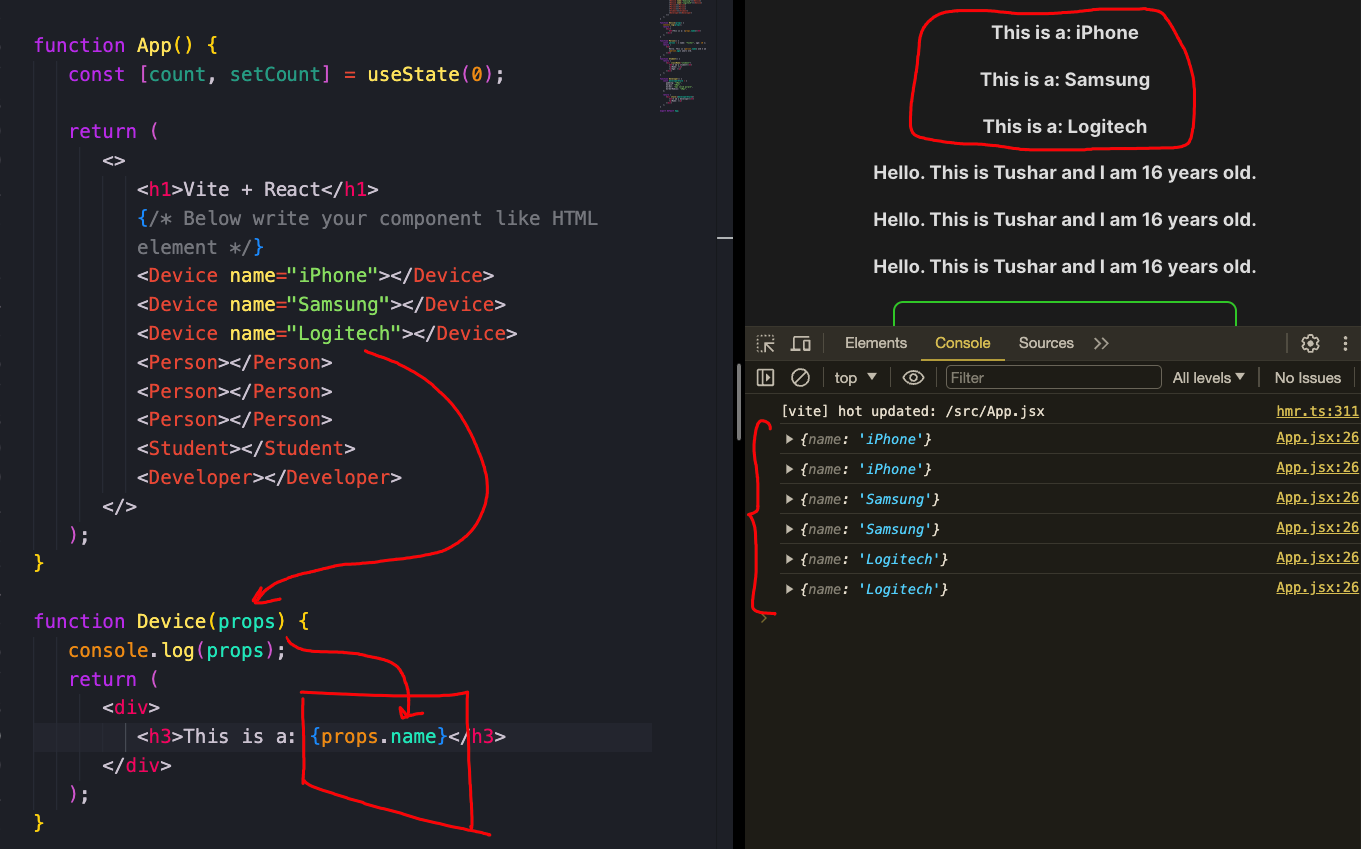 function App() {
const [count, setCount] = useState(0);
return (
<>
<h1>Vite + React</h1>
{/* Below write your component like HTML
element */}
<Device name="iPhone"></Device>
<Device name="Samsung"></Device>
<Device name="Logitech"></Device>
<Person></Person>
<Person></Person>
<Person></Person>
<Student></Student>
<Developer></Developer>
</>
);
}
function Device(props) {
console.log(props);
return (
<div>
<h3>This is a: {props.name}</h3>
</div>
);
}
This is a: iPhone
This is a: Samsung
This is a: Logitech
Hello. This is Tushar and I am 16 years old.
Hello. This is Tushar and I am 16 years old.
Hello. This is Tushar and I am 16 years old.
Elements Console Sources
top Filter All levels No Issues
[vite] hot updated: /src/App.jsx hmr.ts:311
{name: 'iPhone'} App.jsx:26
{name: 'iPhone'} App.jsx:26
{name: 'Samsung'} App.jsx:26
{name: 'Samsung'} App.jsx:26
{name: 'Logitech'} App.jsx:26
{name: 'Logitech'} App.jsx:26